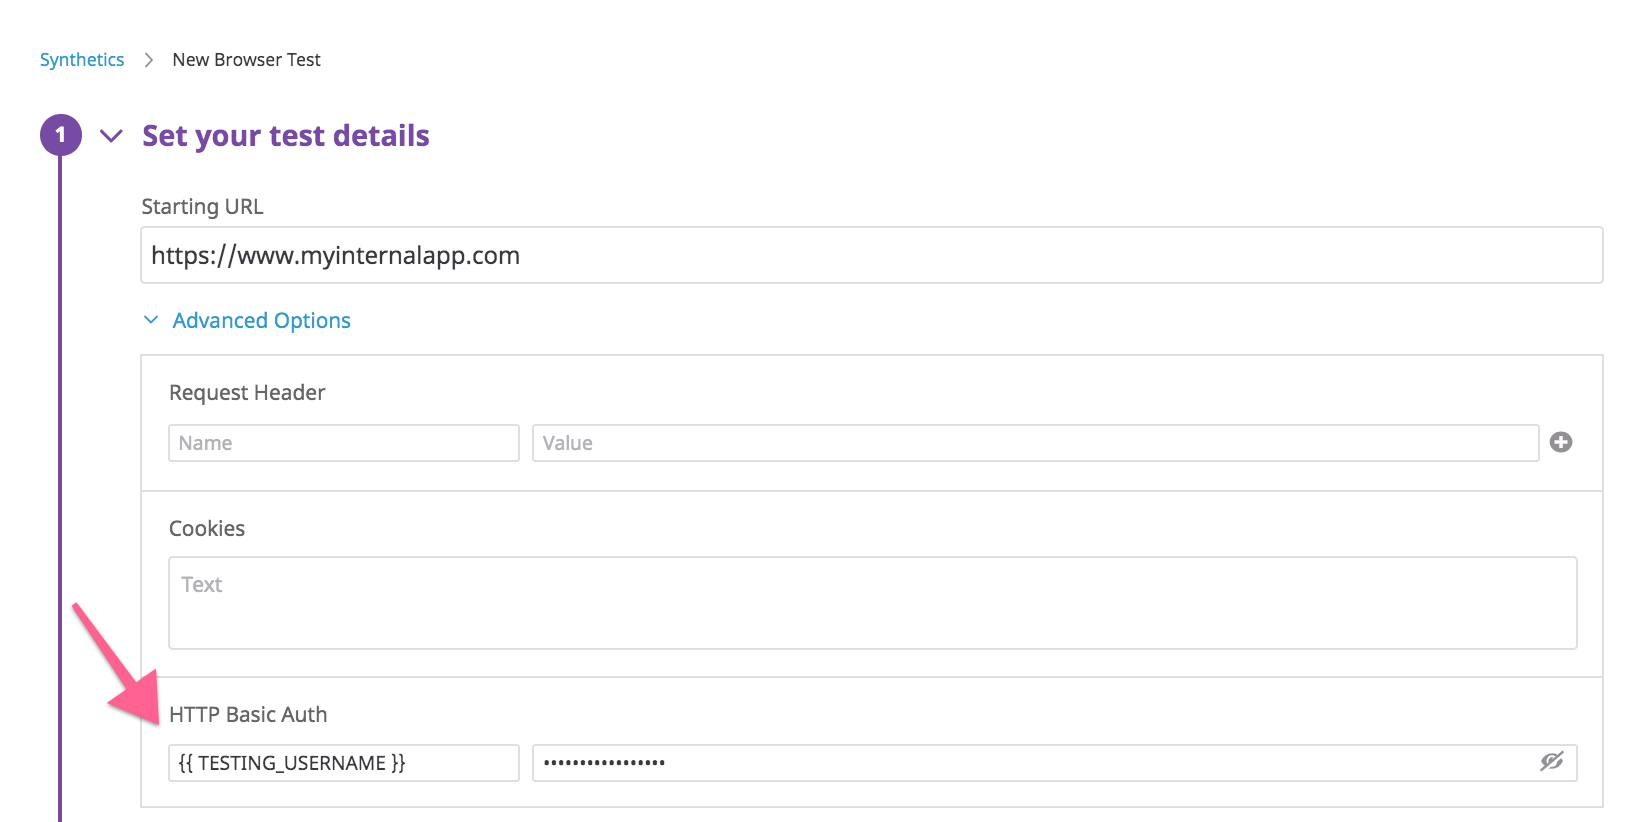 Synthetics > New Browser Test
1 Set your test details
Starting URL
https://www.myinternalapp.com
Advanced Options
Request Header
Name Value
Cookies
Text
HTTP Basic Auth
{{ TESTING_USERNAME }} •••••••••••••••••